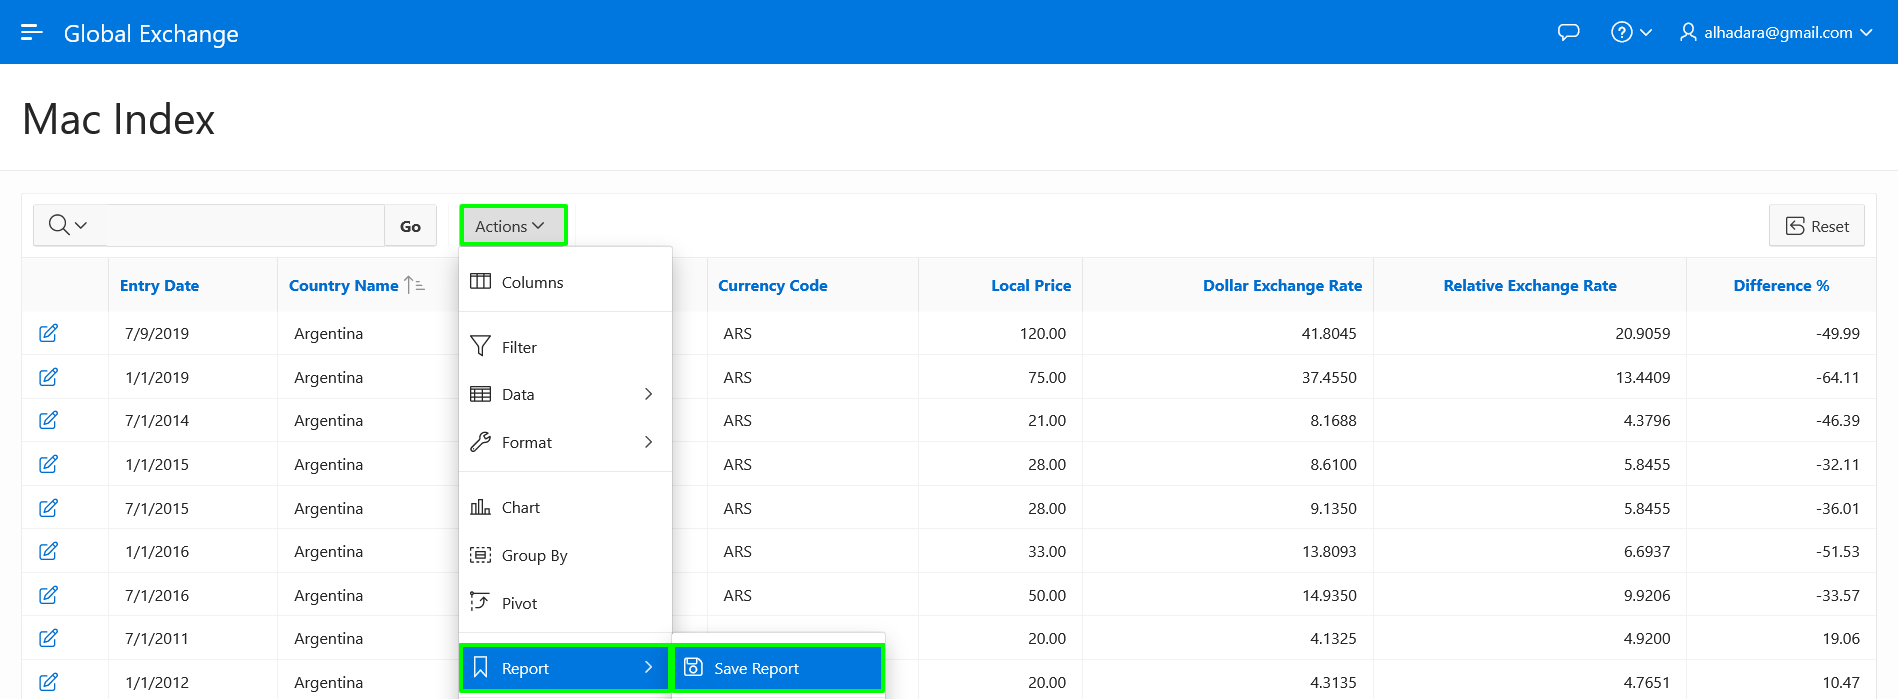 Global Exchange
? alhadara@gmail.com
Mac Index
Go Actions Reset
Entry Date Country Name Currency Code Local Price Dollar Exchange Rate Relative Exchange Rate Difference %
7/9/2019 Argentina ARS 120.00 41.8045 20.9059 -49.99
1/1/2019 Argentina ARS 75.00 37.4550 13.4409 -64.11
7/1/2014 Argentina ARS 21.00 8.1688 4.3796 -46.39
1/1/2015 Argentina ARS 28.00 8.6100 5.8455 -32.11
7/1/2015 Argentina ARS 28.00 9.1350 5.8455 -36.01
1/1/2016 Argentina ARS 33.00 13.8093 6.6937 -51.53
7/1/2016 Argentina ARS 50.00 14.9350 9.9206 -33.57
7/1/2011 Argentina 20.00 4.1325 4.9200 19.06
1/1/2012 Argentina 20.00 4.3135 4.7651 10.47
Columns
Filter
Data
Format
Chart
Group By
Pivot
Report
Save Report